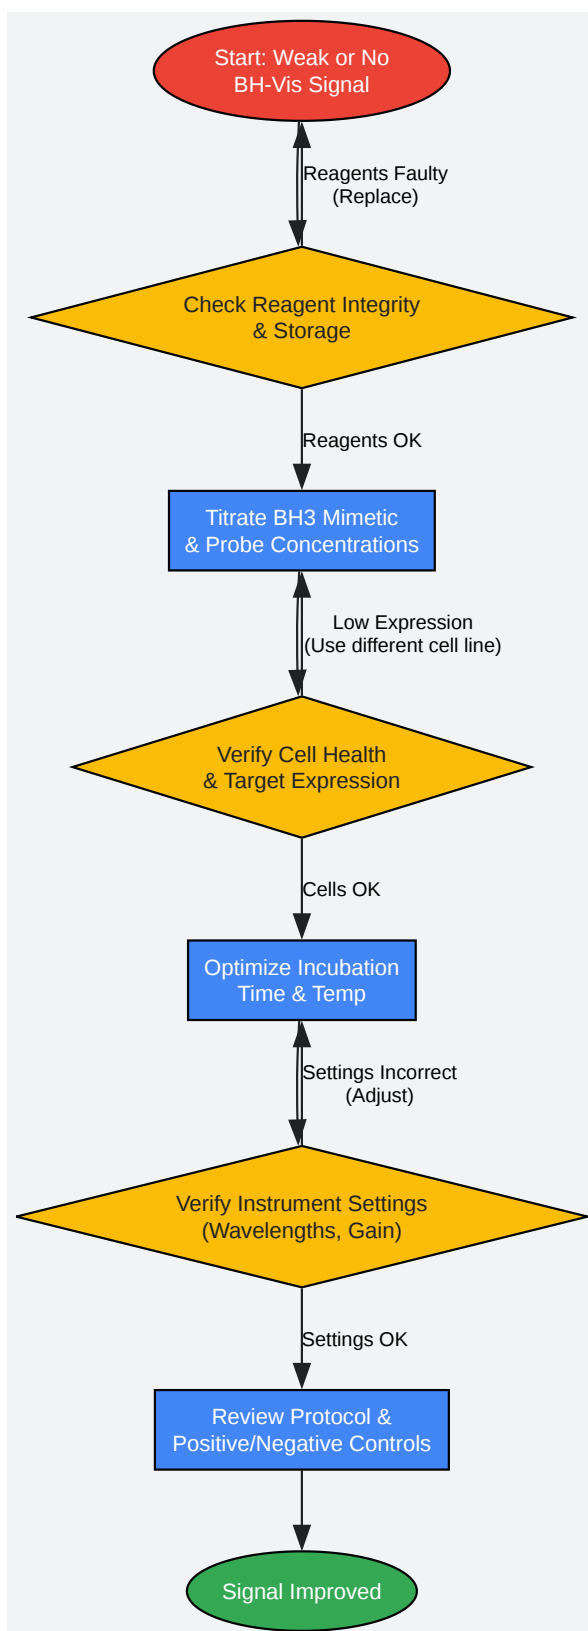 Start: Weak or No
BH-Vis Signal
Reagents Faulty
(Replace)
Check Reagent Integrity
& Storage
Reagents OK
Titrate BH3 Mimetic
& Probe Concentrations
Low Expression
(Use different cell line)
Verify Cell Health
& Target Expression
Cells OK
Optimize Incubation
Time & Temp
Settings Incorrect
(Adjust)
Verify Instrument Settings
(Wavelengths, Gain)
Settings OK
Review Protocol &
Positive/Negative Controls
Signal Improved